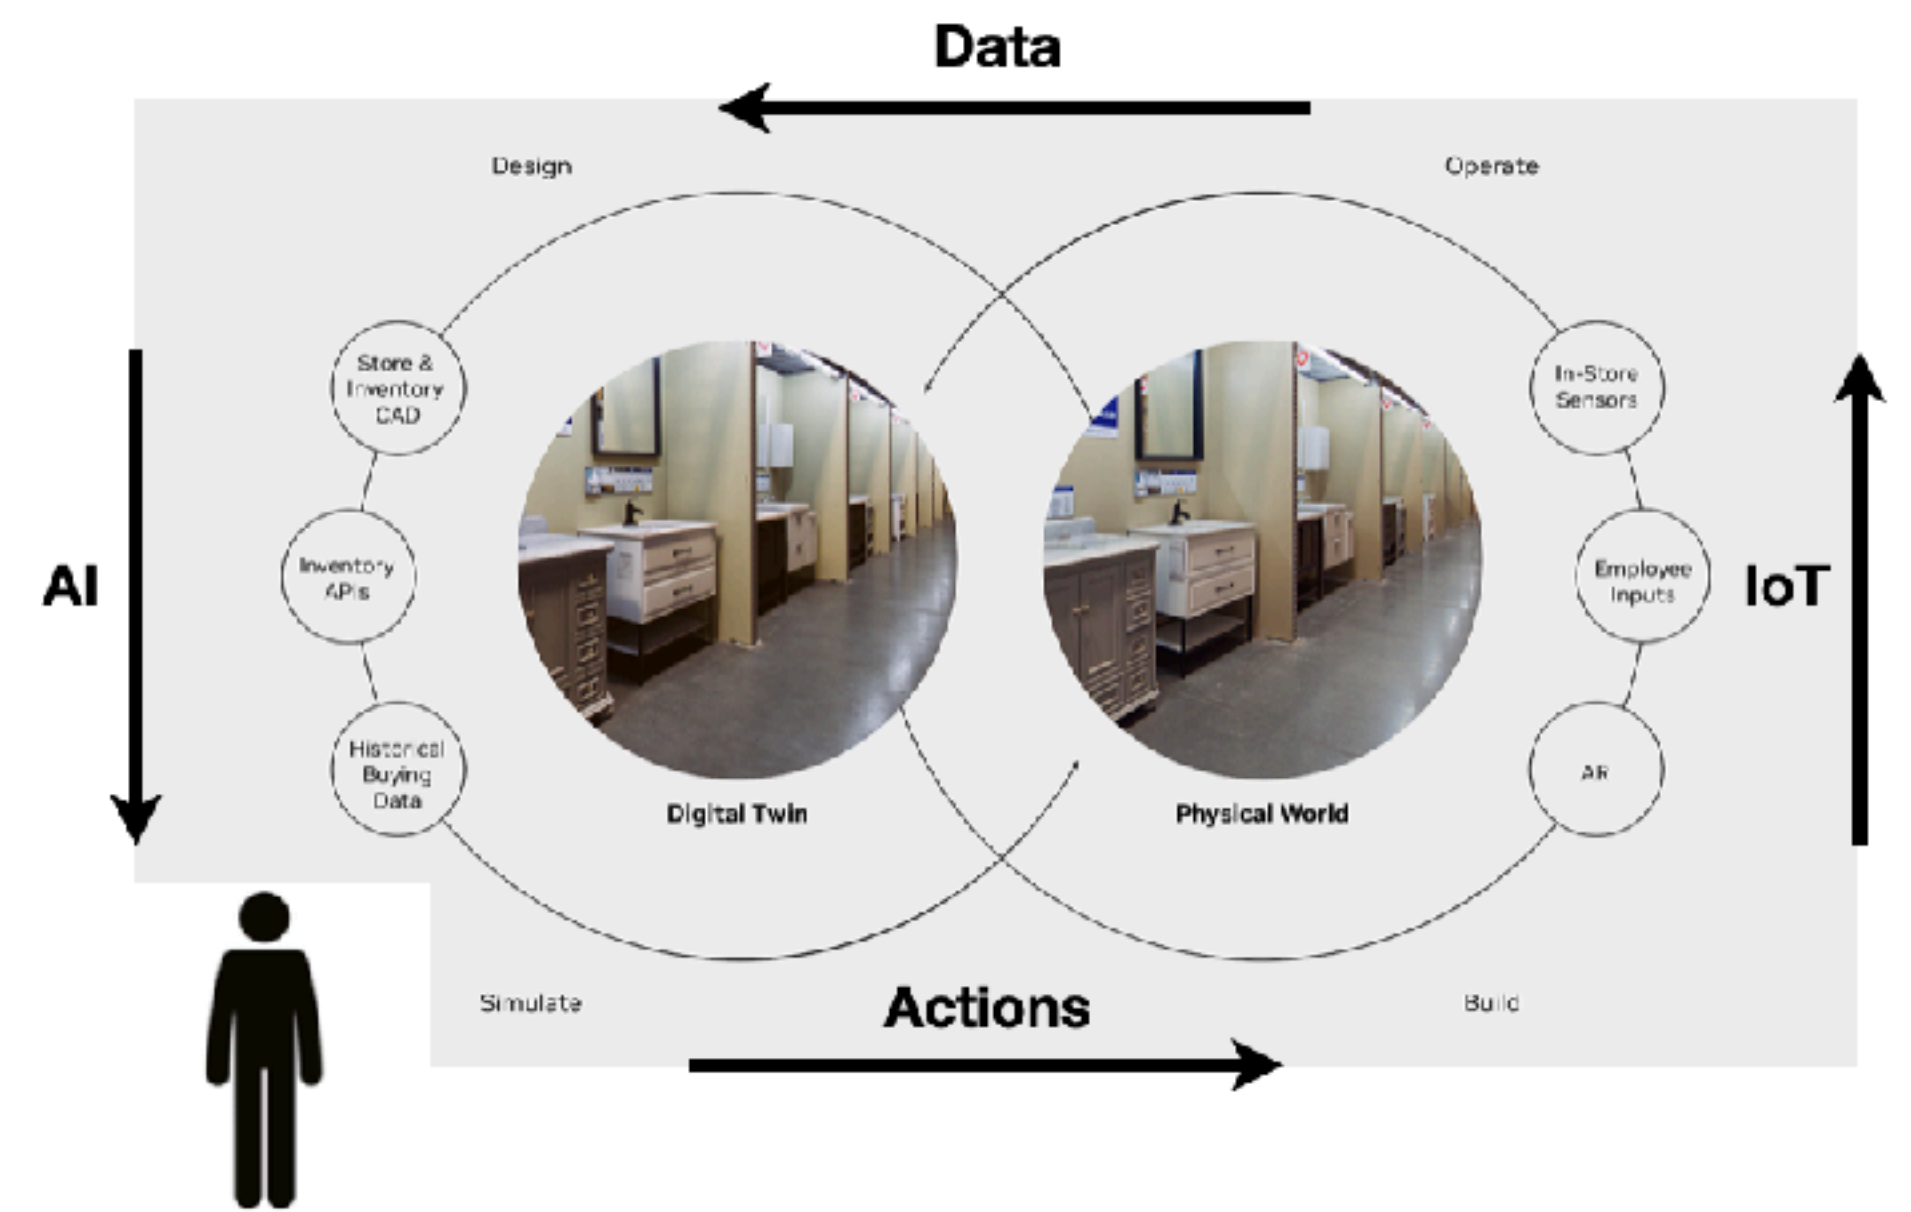 Data
Design
Operate
Store &
Inventory
CAD
In-Store
Sensors
AI
Inventory
APIs
Employee
Inputs
IoT
Historical
Buying
Data
AR
Digital Twin
Physical World
Simulate
Actions
Build